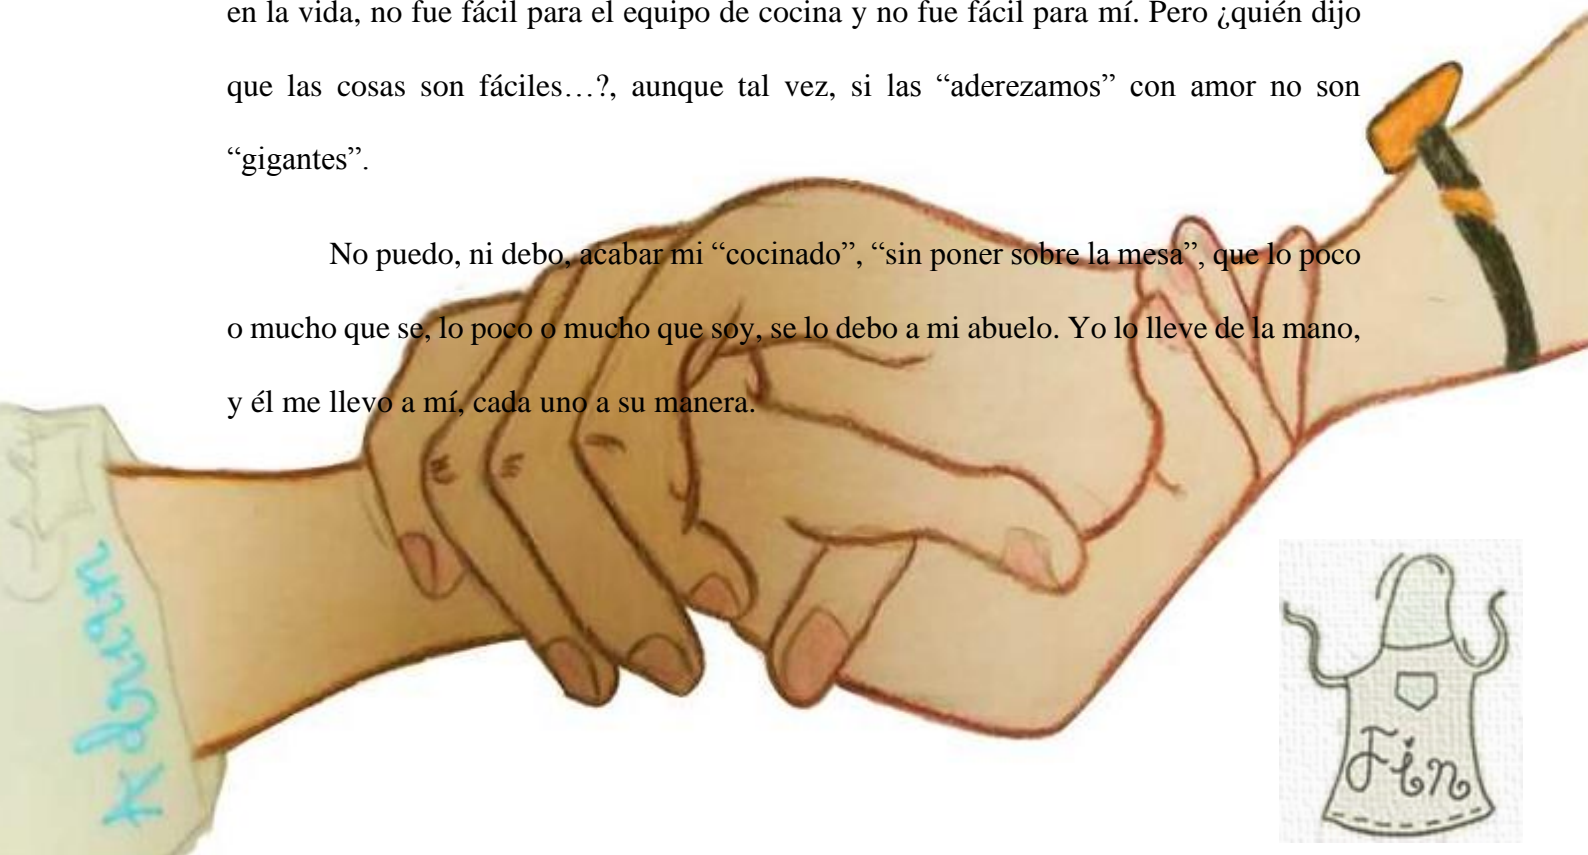 en la vida, no fue fácil para el equipo de cocina y no fue fácil para mí. Pero ¿quién dijo
que las cosas son fáciles…?, aunque tal vez, si las “aderezamos” con amor no son
“gigantes”.
No puedo, ni debo, acabar mi “cocinado”, “sin poner sobre la mesa”, que lo poco
o mucho que se, lo poco o mucho que soy, se lo debo a mi abuelo. Yo lo lleve de la mano,
y él me llevo a mí, cada uno a su manera.
Fin